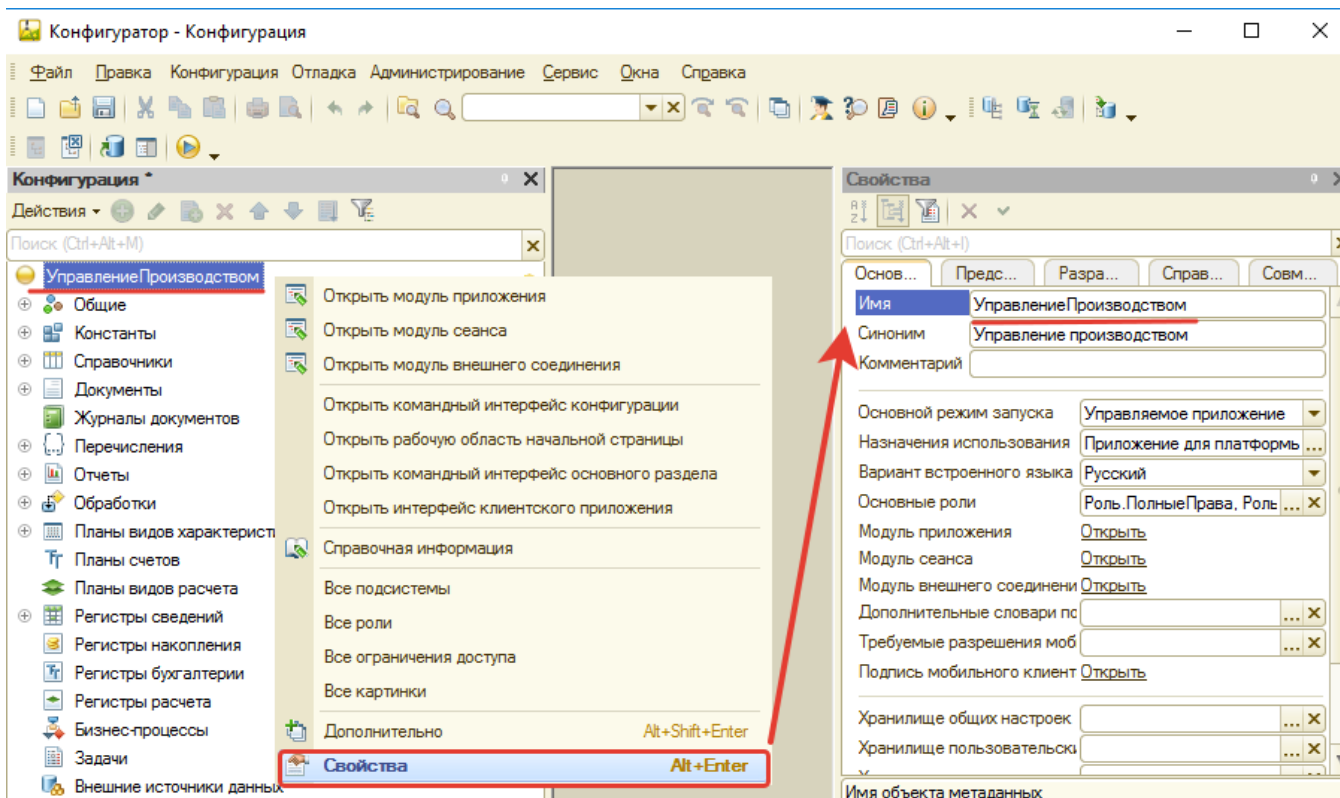 Конфигуратор - Конфигурация
Файл Правка Конфигурация Отладка Администрирование Сервис Окна Справка
Конфигурация *
Действия
Поиск (Ctrl+Alt+M)
УправлениеПроизводством
Общие
Константы
Справочники
Документы
Журналы документов
Перечисления
Отчеты
Обработки
Планы видов характеристи
Планы счетов
Планы видов расчета
Регистры сведений
Регистры накопления
Регистры бухгалтерии
Регистры расчета
Бизнес-процессы
Задачи
Внешние источники данных
Открыть модуль приложения
Открыть модуль сеанса
Открыть модуль внешнего соединения
Открыть командный интерфейс конфигурации
Открыть рабочую область начальной страницы
Открыть командный интерфейс основного раздела
Открыть интерфейс клиентского приложения
Справочная информация
Все подсистемы
Все роли
Все ограничения доступа
Все картинки
Дополнительно Alt+Shift+Enter
Свойства Alt+Enter
Свойства
Поиск (Ctrl+Alt+I)
Основ... Предс... Разра... Справ... Совм...
Имя УправлениеПроизводством
Синоним Управление производством
Комментарий
Основной режим запуска Управляемое приложение
Назначения использования Приложение для платформы ...
Вариант встроенного языка Русский
Основные роли Роль.ПолныеПрава, Роль ...
Модуль приложения Открыть
Модуль сеанса Открыть
Модуль внешнего соединени Открыть
Дополнительные словари по ...
Требуемые разрешения моб ...
Подпись мобильного клиент Открыть
Хранилище общих настроек ...
Хранилище пользовательски ...
Имя объекта метаданных